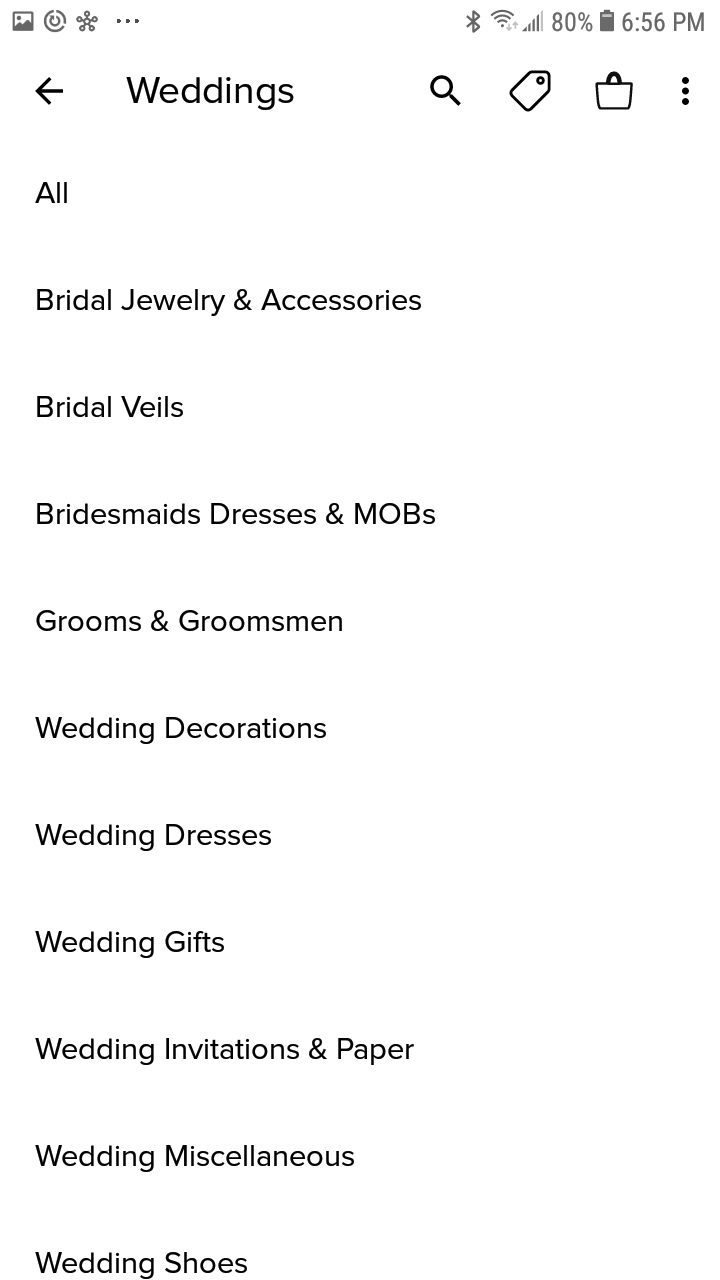 80% 6:56 PM
Weddings
All
Bridal Jewelry & Accessories
Bridal Veils
Bridesmaids Dresses & MOBs
Grooms & Groomsmen
Wedding Decorations
Wedding Dresses
Wedding Gifts
Wedding Invitations & Paper
Wedding Miscellaneous
Wedding Shoes